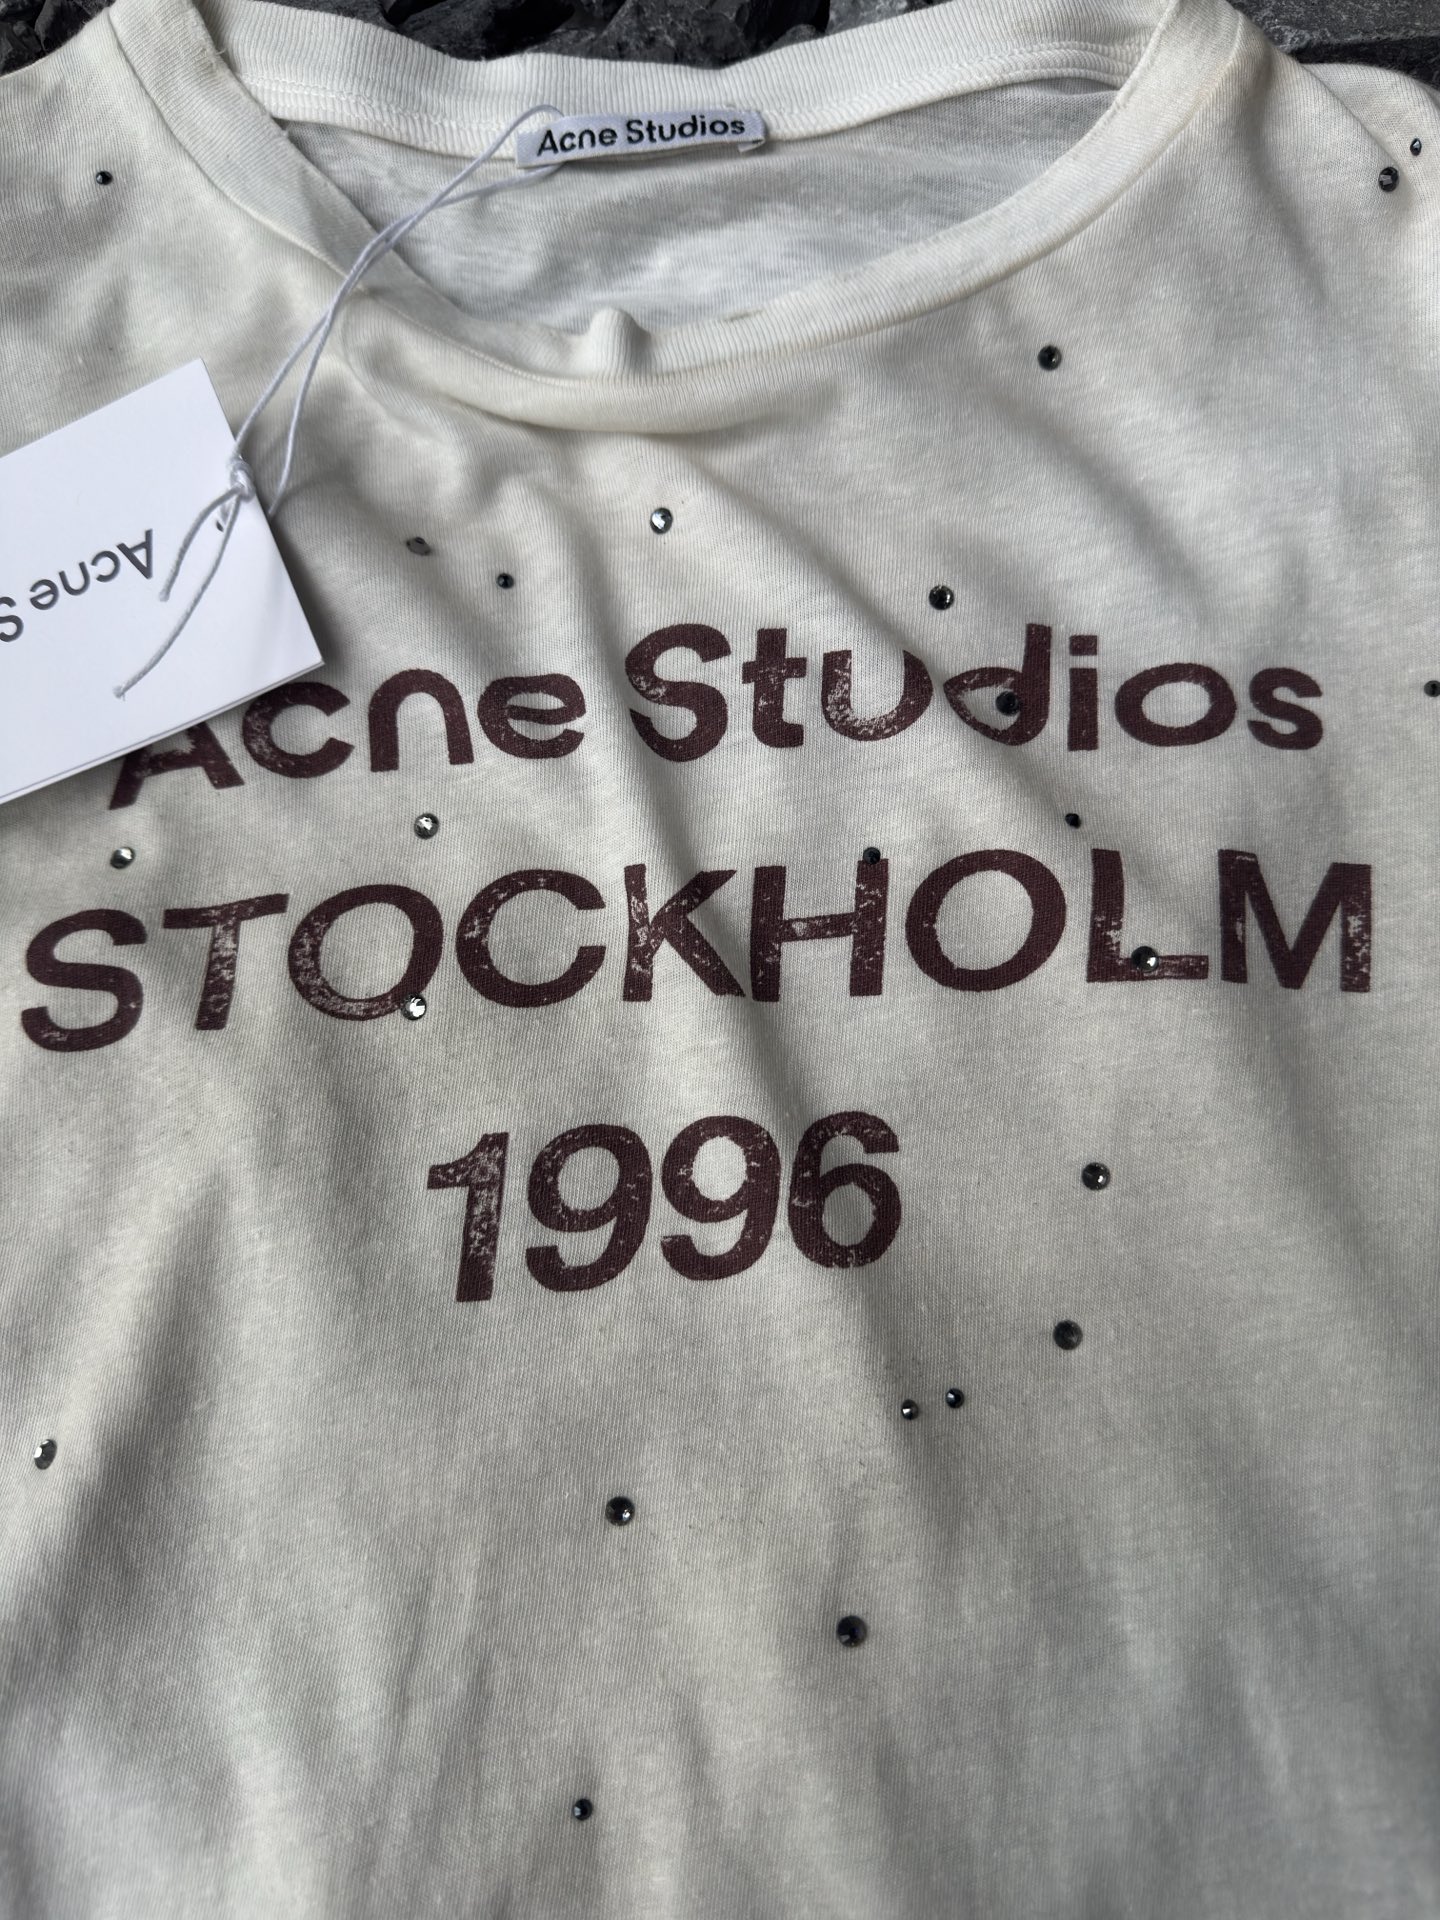 Acne Studios
Acne S
Acne Studios
STOCKHOLM
1996